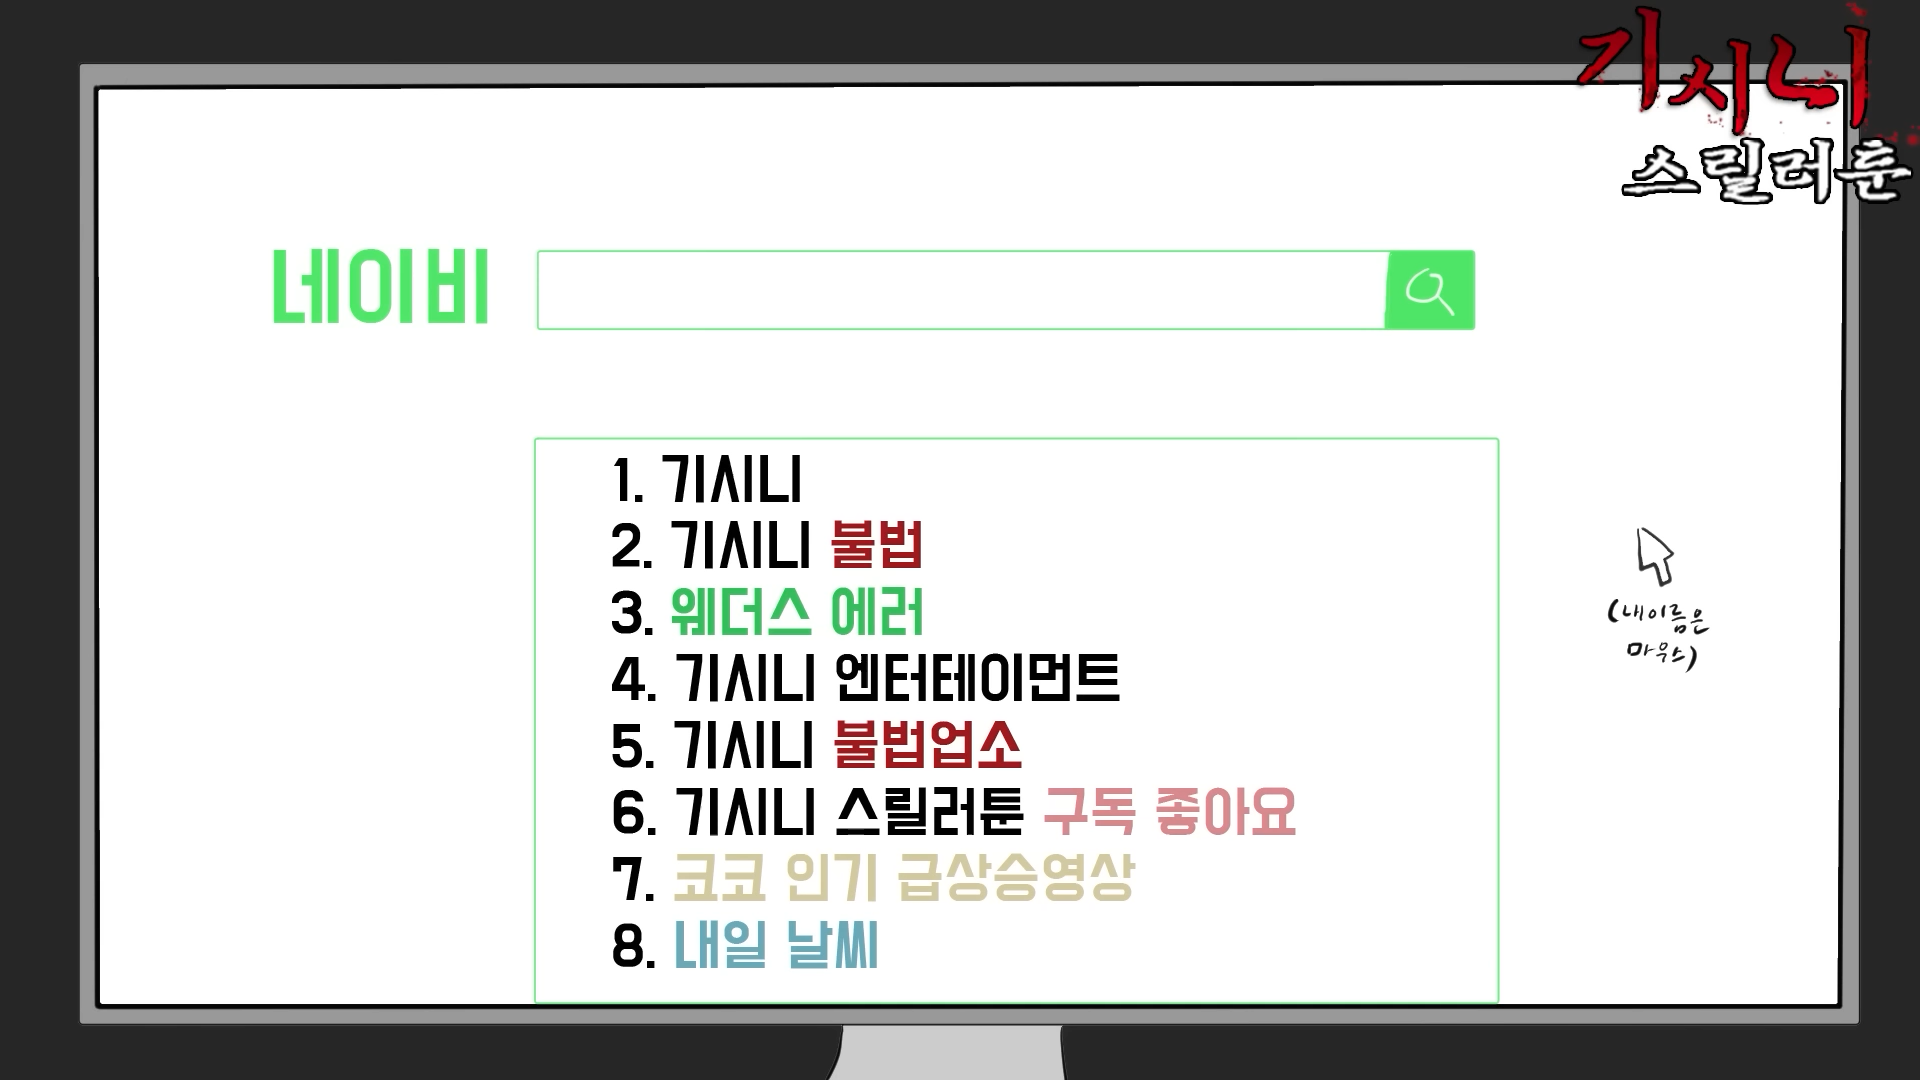 기시니
스릴러툰
네이비
1. 기시니
2. 기시니 불법
3. 웨더스 에러
4. 기시니 엔터테이먼트
5. 기시니 불법업소
6. 기시니 스릴러툰 구독 좋아요
7. 코코 인기 급상승영상
8. 내일 날씨
(내이름은
마우스)